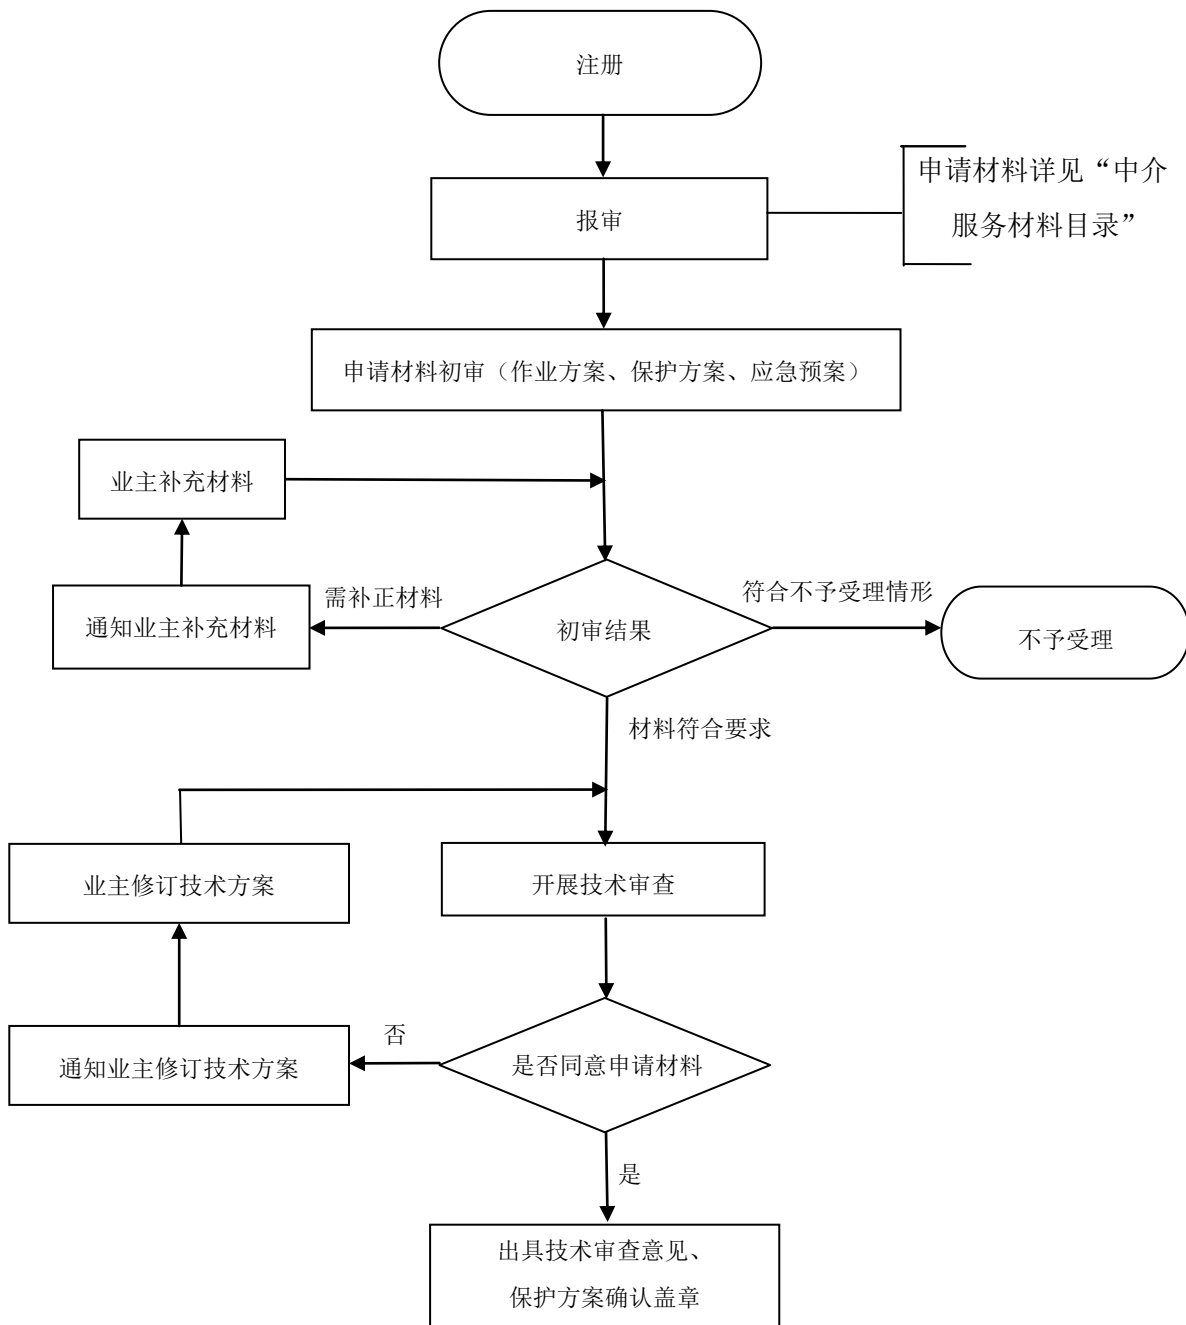 注册
报审
申请材料详见“中介
服务材料目录”
申请材料初审（作业方案、保护方案、应急预案）
业主补充材料
通知业主补充材料
需补正材料
初审结果
符合不予受理情形
不予受理
材料符合要求
业主修订技术方案
开展技术审查
通知业主修订技术方案
否
是否同意申请材料
是
出具技术审查意见、
保护方案确认盖章